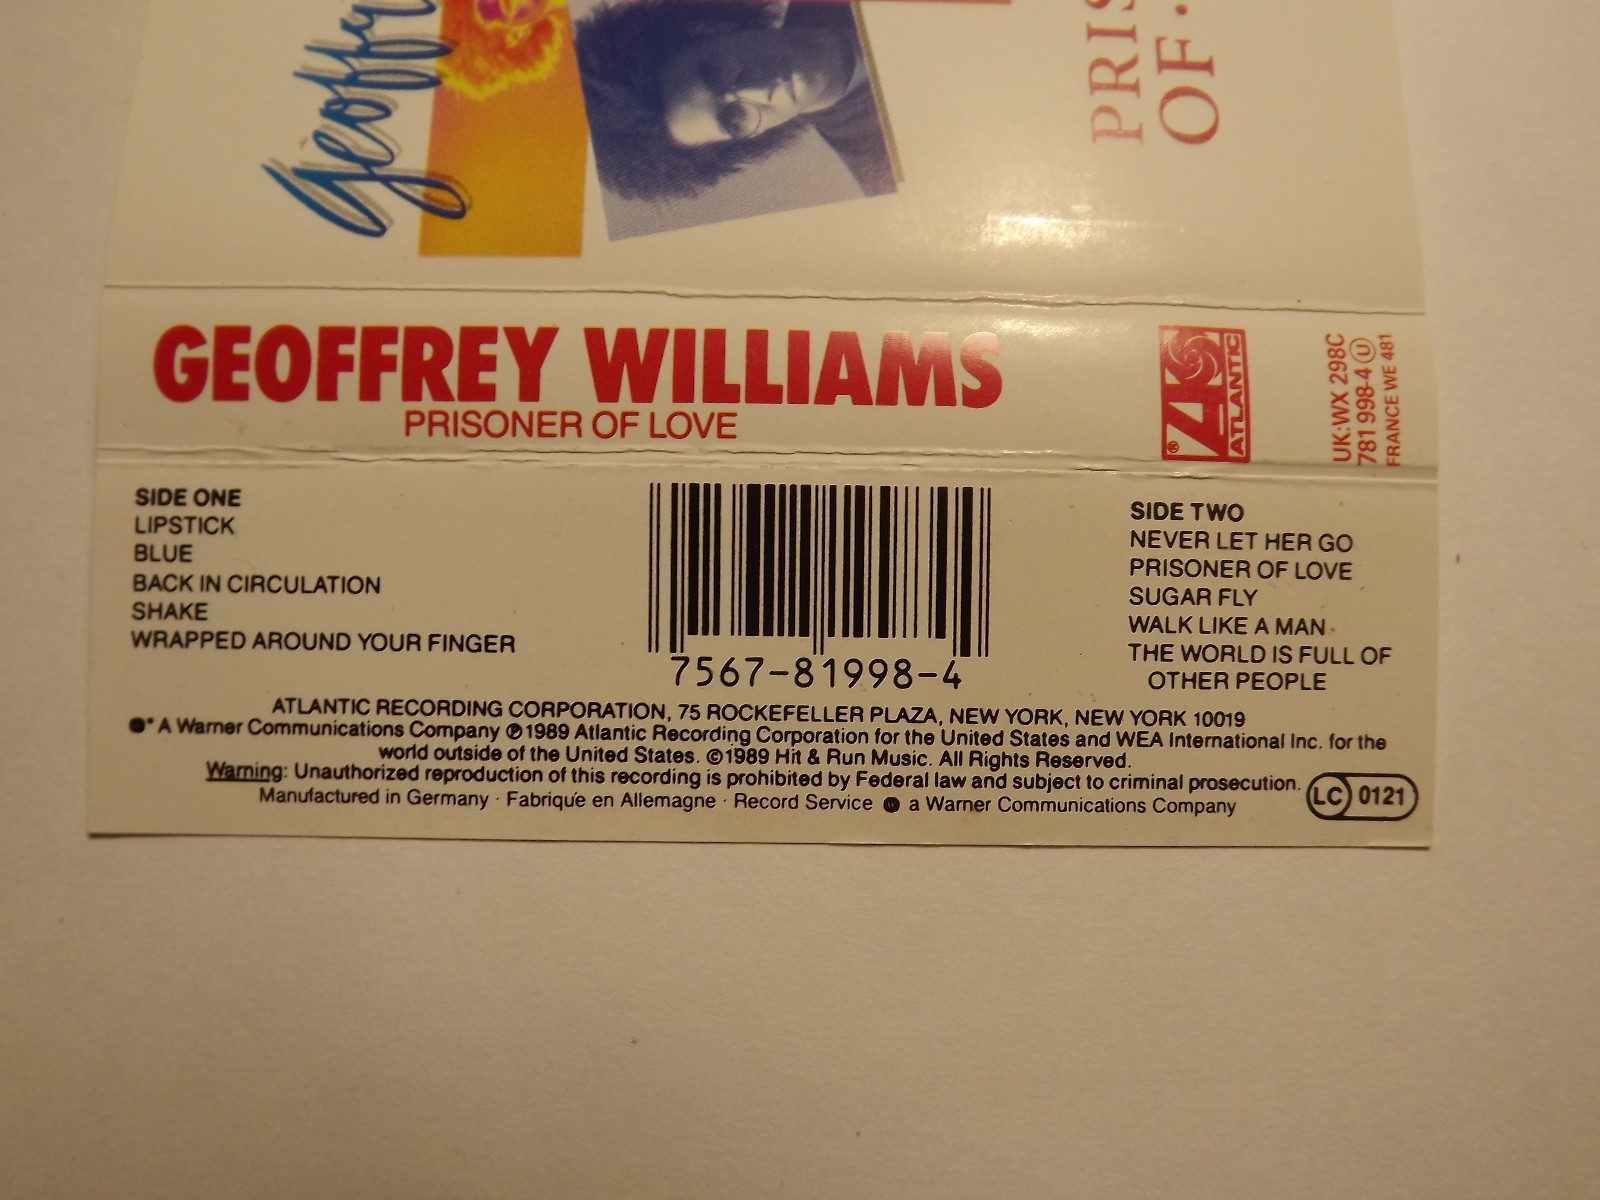 Geoffr
PRIS
OF
GEOFFREY WILLIAMS
PRISONER OF LOVE
® ATLANTIC
UK:WX 298C
781 998-4 Ⓤ
FRANCE WE 481
SIDE ONE
LIPSTICK
BLUE
BACK IN CIRCULATION
SHAKE
WRAPPED AROUND YOUR FINGER
7567-81998-4
SIDE TWO
NEVER LET HER GO
PRISONER OF LOVE
SUGAR FLY
WALK LIKE A MAN
THE WORLD IS FULL OF
OTHER PEOPLE
ATLANTIC RECORDING CORPORATION, 75 ROCKEFELLER PLAZA, NEW YORK, NEW YORK 10019
A Warner Communications Company ℗1989 Atlantic Recording Corporation for the United States and WEA International Inc. for the
world outside of the United States. ©1989 Hit & Run Music. All Rights Reserved.
Warning: Unauthorized reproduction of this recording is prohibited by Federal law and subject to criminal prosecution.
Manufactured in Germany · Fabriqué en Allemagne · Record Service a Warner Communications Company
LC 0121